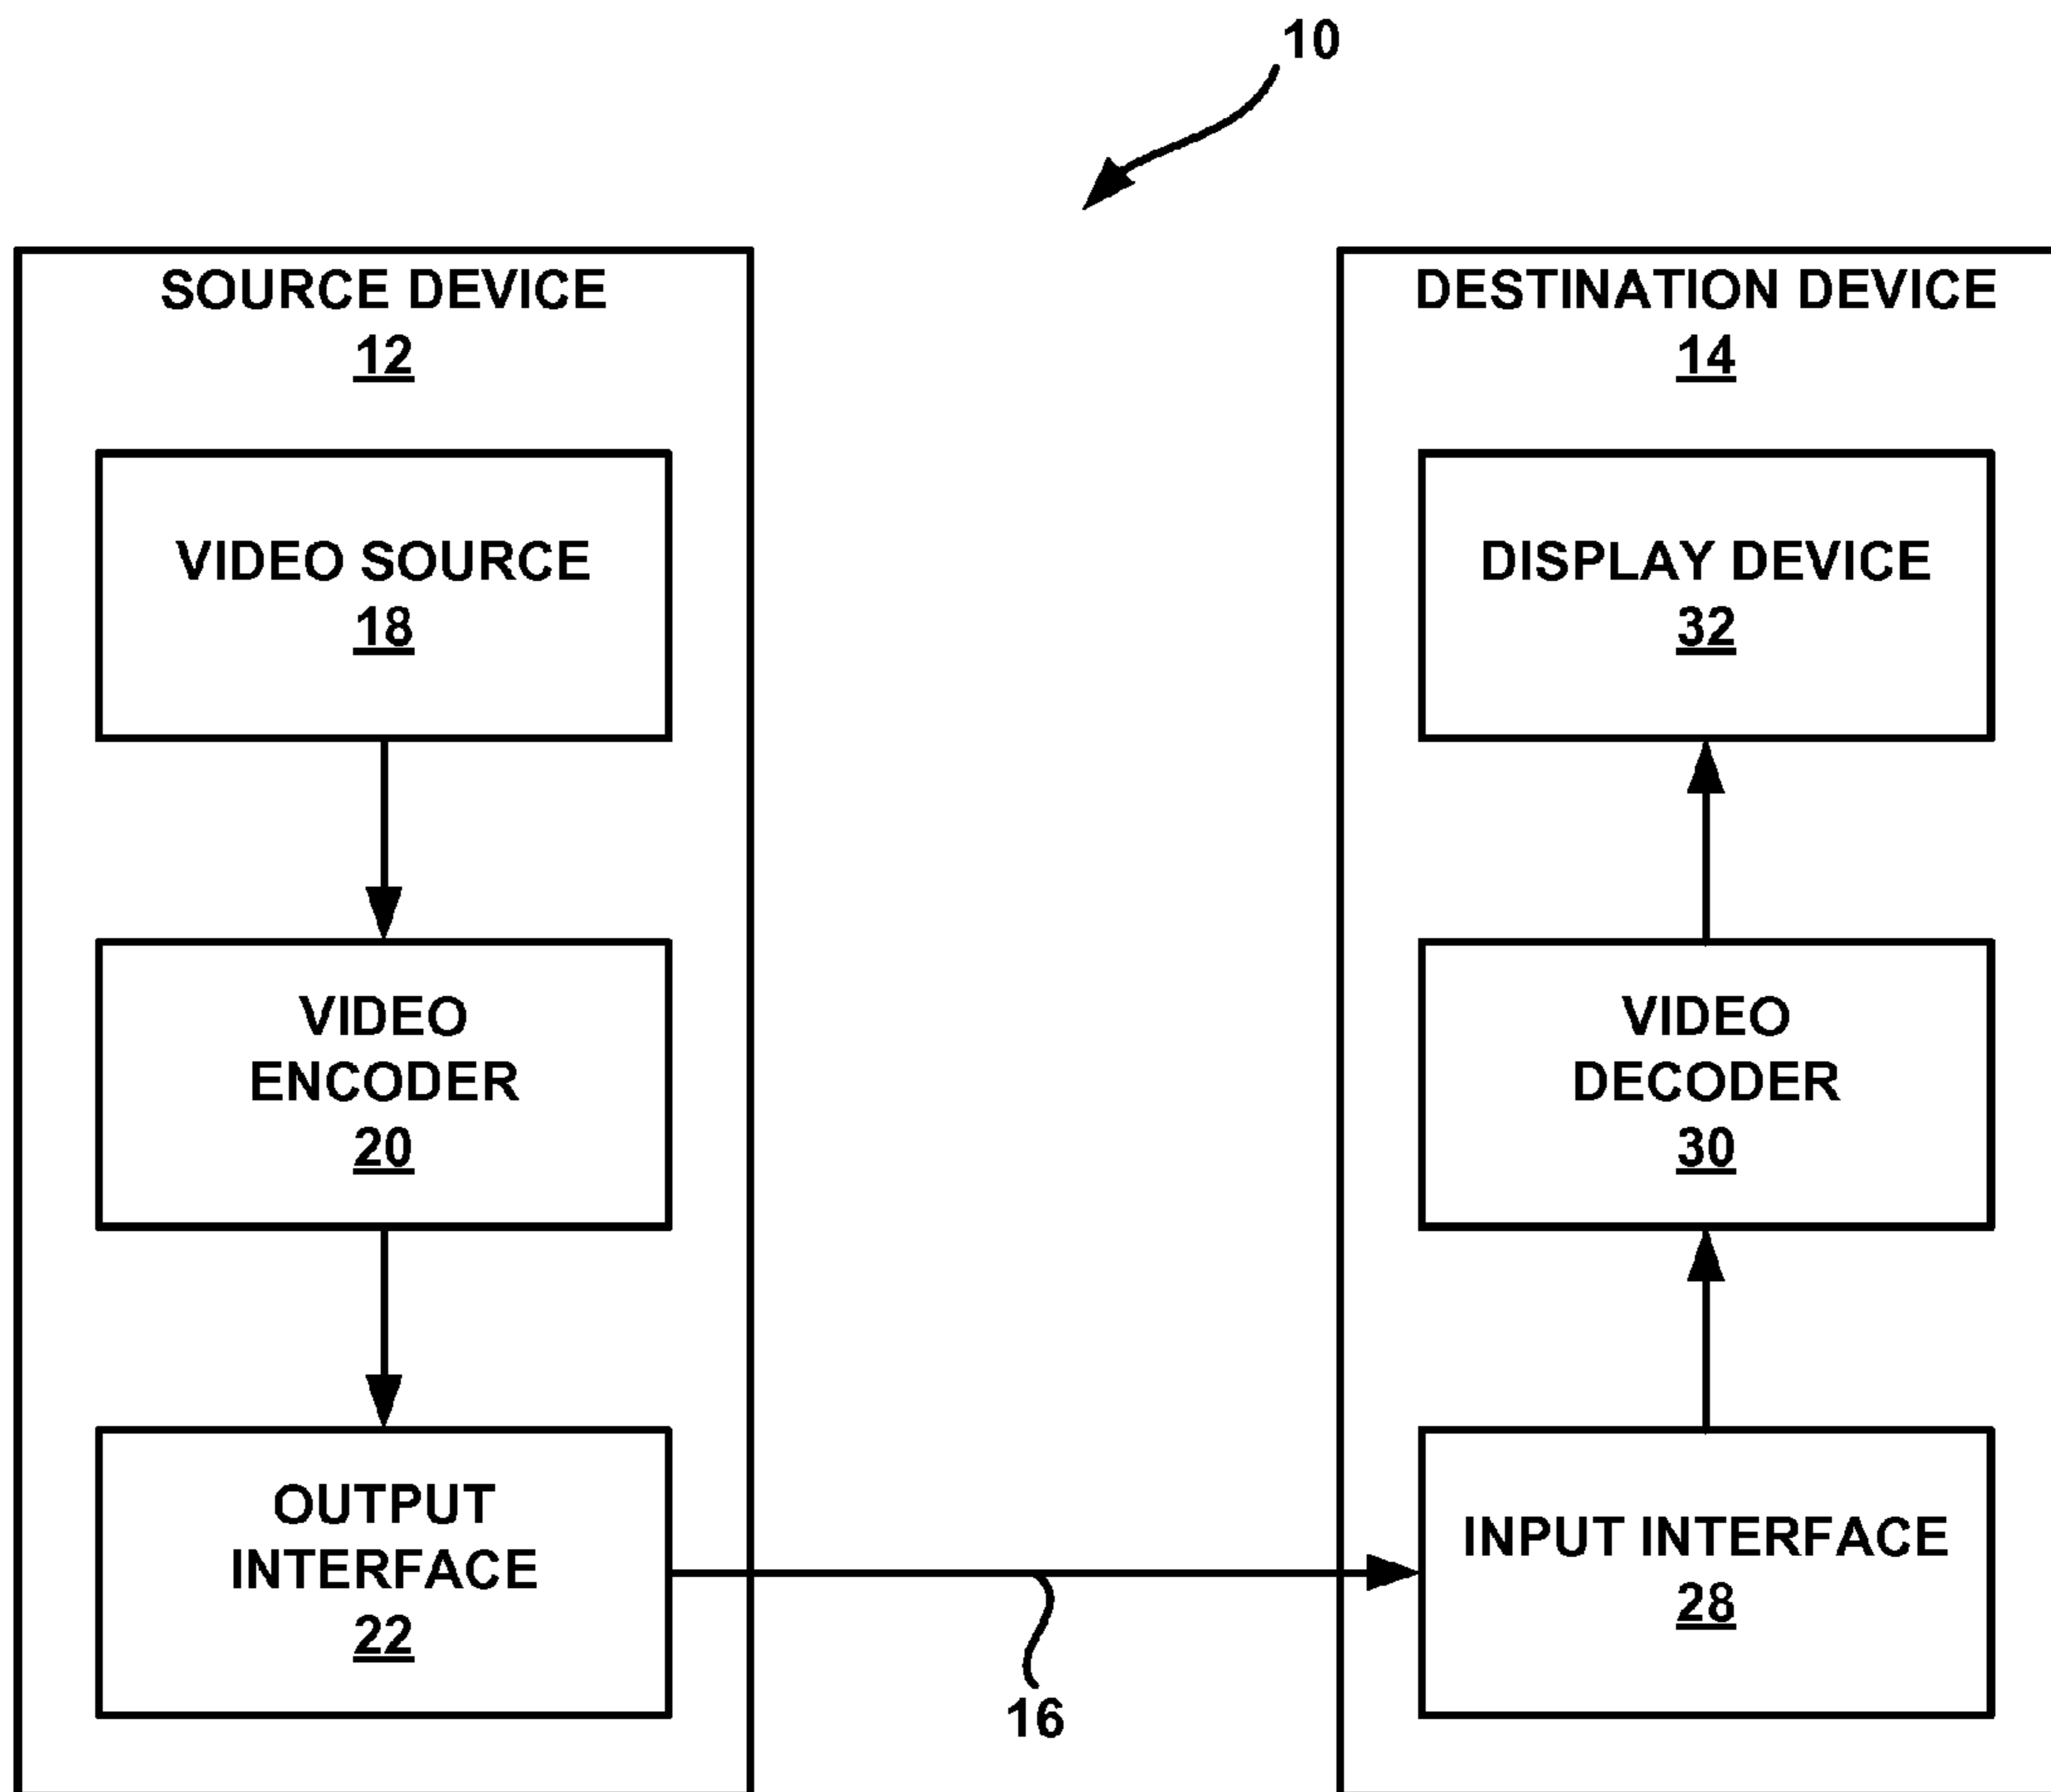 10
SOURCE DEVICE
12
VIDEO SOURCE
18
VIDEO
ENCODER
20
OUTPUT
INTERFACE
22
16
DESTINATION DEVICE
14
DISPLAY DEVICE
32
VIDEO
DECODER
30
INPUT INTERFACE
28